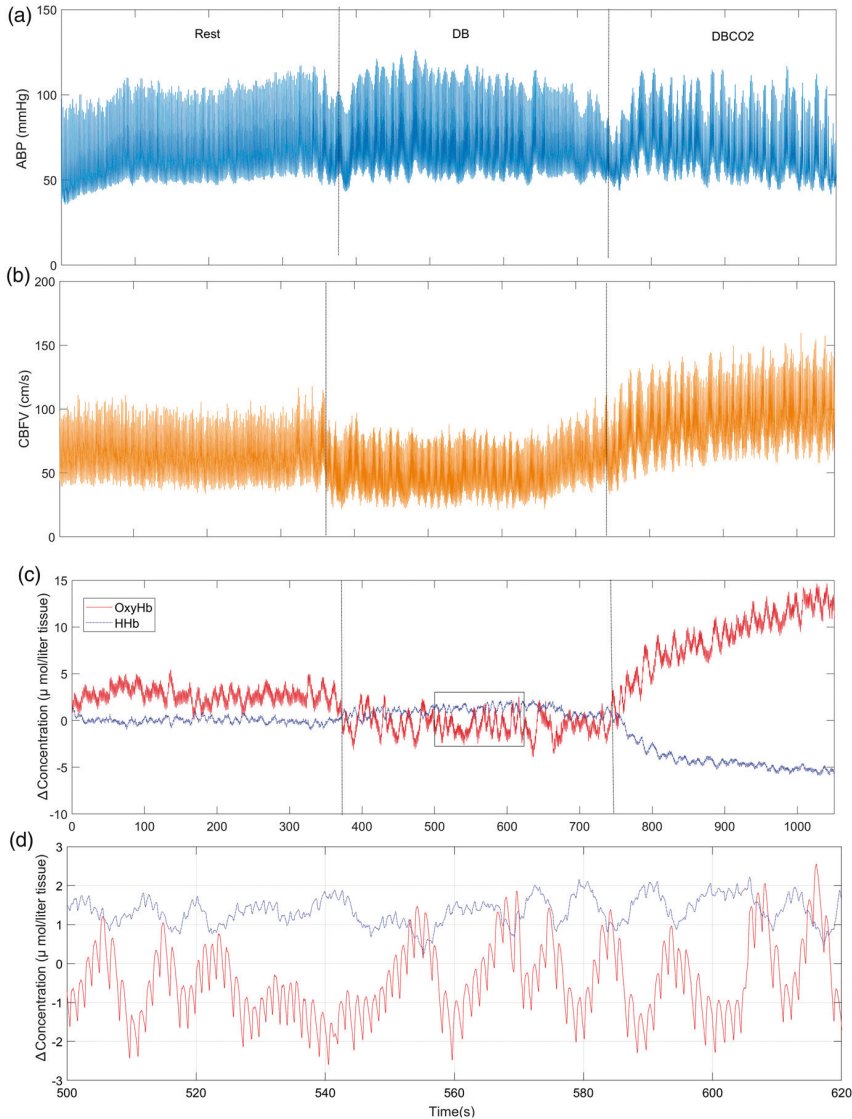 (a)
150
100
50
0
ABP (mmHg)
Rest
DB
DBCO2
(b)
200
150
100
50
0
CBFV (cm/s)
(c)
15
10
5
0
-5
-10
ΔConcentration (μ mol/liter tissue)
OxyHb
HHb
0 100 200 300 400 500 600 700 800 900 1000
(d)
3
2
1
0
-1
-2
-3
ΔConcentration (μ mol/liter tissue)
500 520 540 560 580 600 620
Time(s)